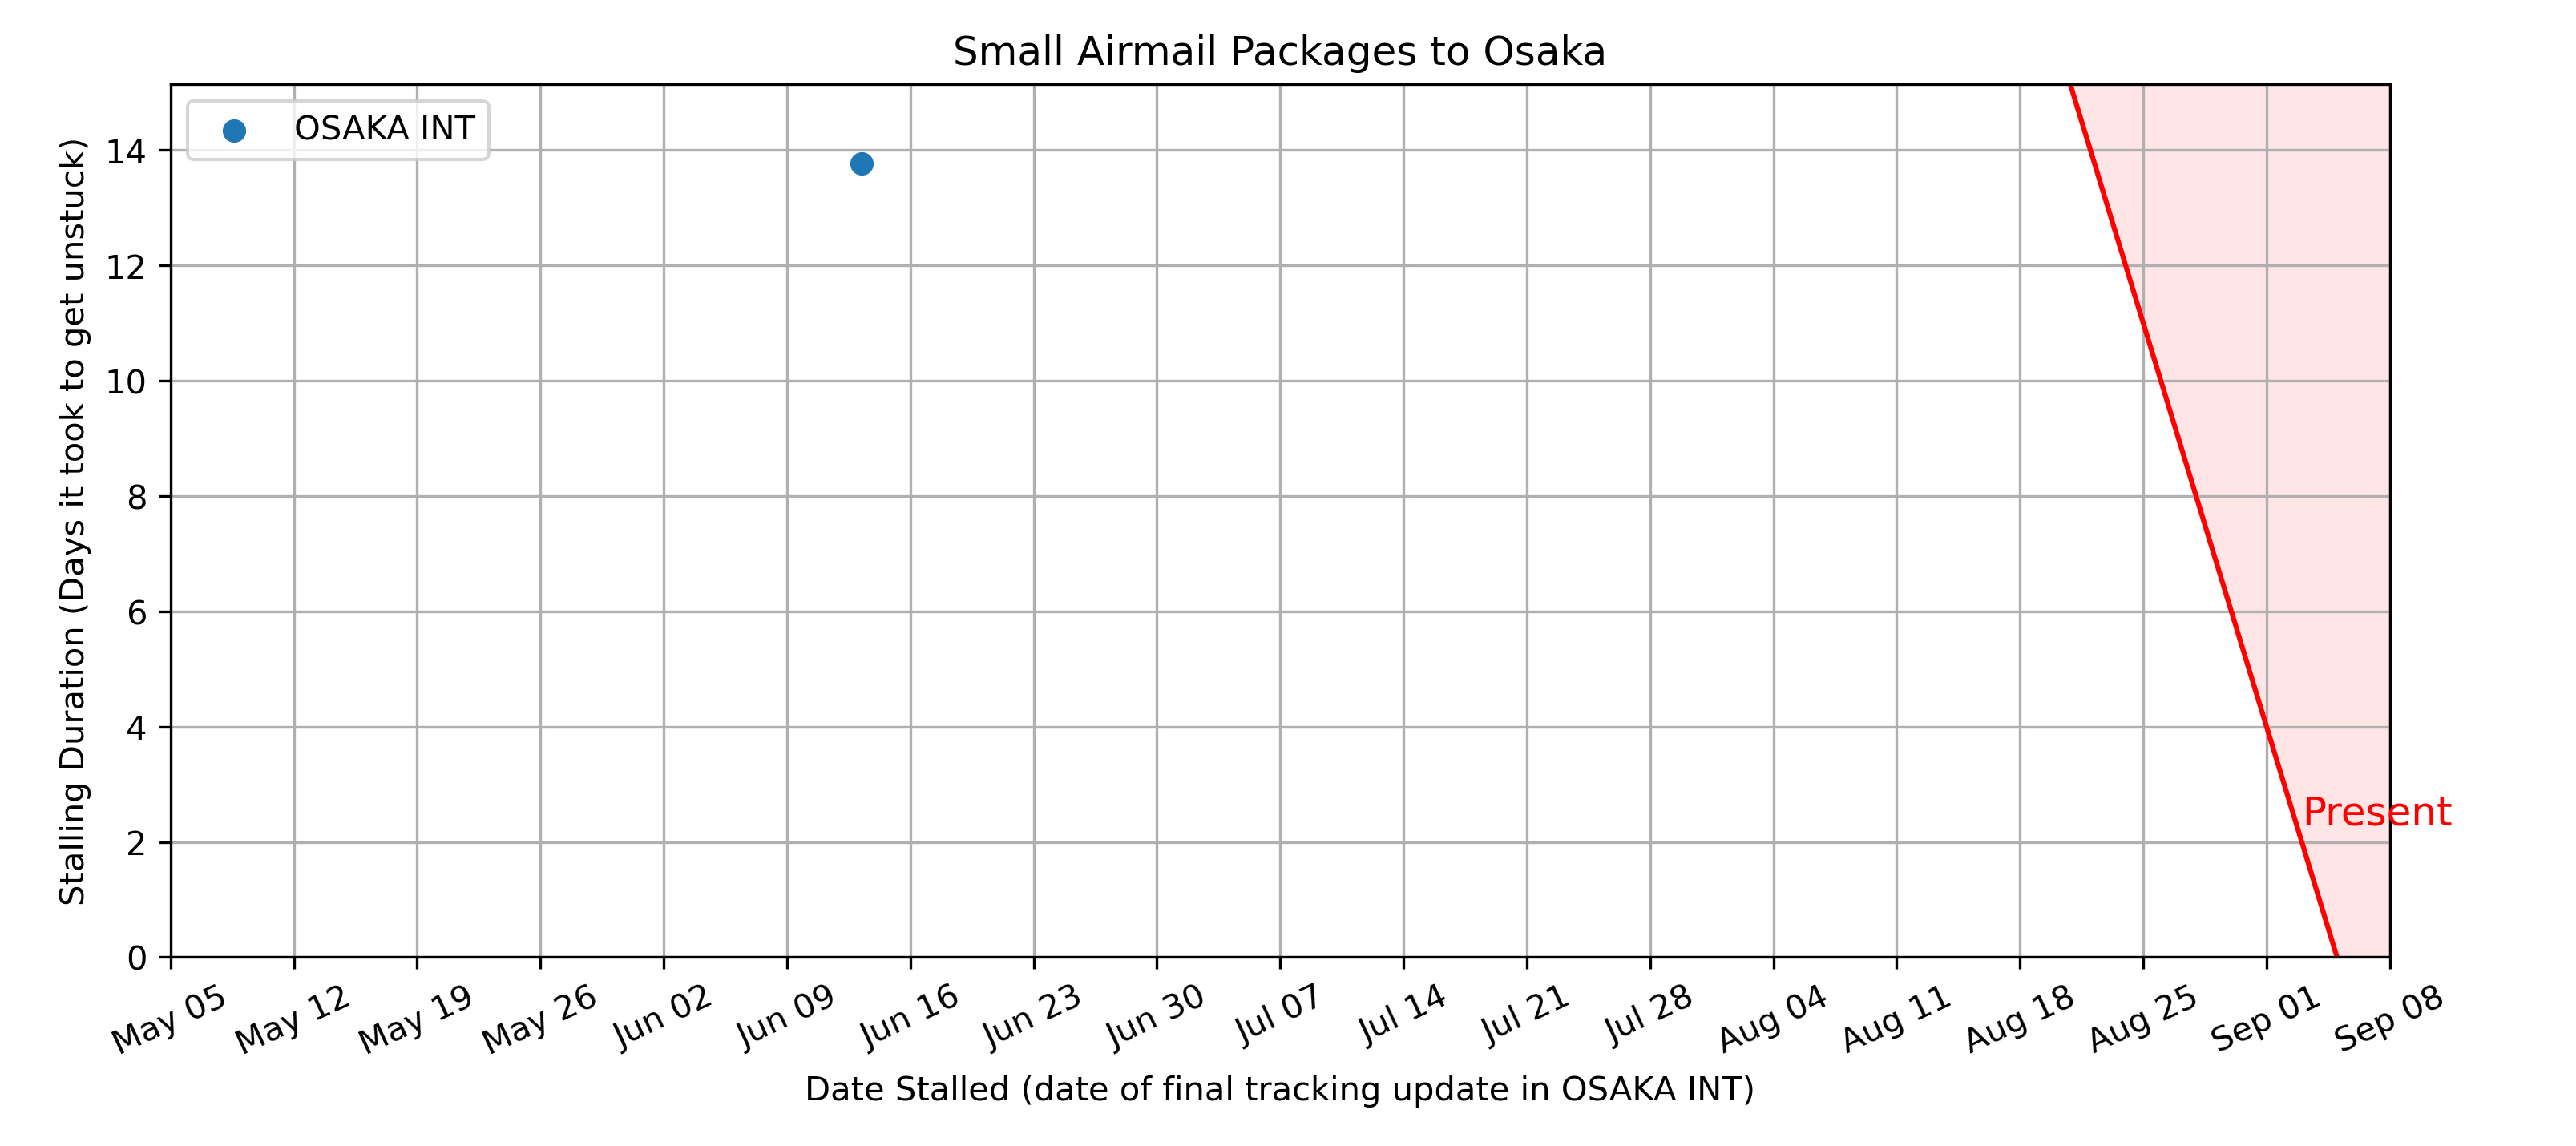 Small Airmail Packages to Osaka
OSAKA INT
Stalling Duration (Days it took to get unstuck)
14
12
10
8
6
4
2
0
Present
May 05
May 12
May 19
May 26
Jun 02
Jun 09
Jun 16
Jun 23
Jun 30
Jul 07
Jul 14
Jul 21
Jul 28
Aug 04
Aug 11
Aug 18
Aug 25
Sep 01
Sep 08
Date Stalled (date of final tracking update in OSAKA INT)